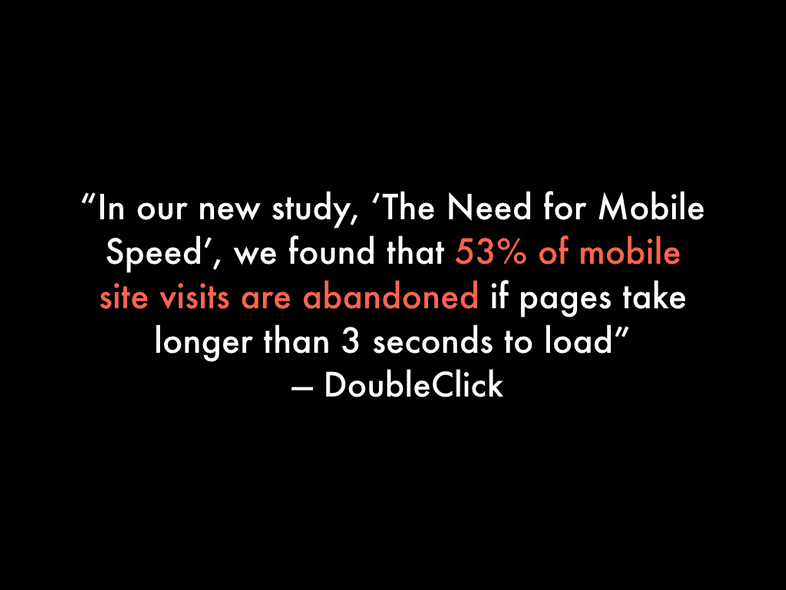 “In our new study, ‘The Need for Mobile
Speed’, we found that 53% of mobile
site visits are abandoned if pages take
longer than 3 seconds to load”
— DoubleClick